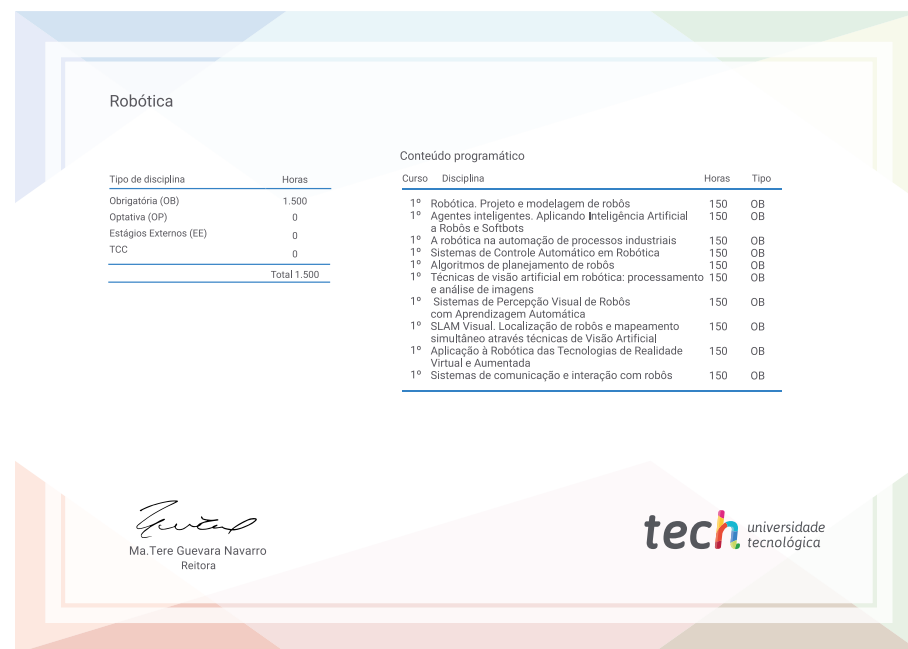 Robótica
Tipo de disciplina Horas
Obrigatória (OB) 1.500
Optativa (OP) 0
Estágios Externos (EE) 0
TCC 0
Total 1.500
Conteúdo programático
Curso Disciplina Horas Tipo
1º Robótica. Projeto e modelagem de robôs 150 OB
1º Agentes inteligentes. Aplicando Inteligência Artificial 150 OB
a Robôs e Softbots
1º A robótica na automação de processos industriais 150 OB
1º Sistemas de Controle Automático em Robótica 150 OB
1º Algoritmos de planejamento de robôs 150 OB
1º Técnicas de visão artificial em robótica: processamento 150 OB
e análise de imagens
1º Sistemas de Percepção Visual de Robôs 150 OB
com Aprendizagem Automática
1º SLAM Visual. Localização de robôs e mapeamento 150 OB
simultâneo através técnicas de Visão Artificial
1º Aplicação à Robótica das Tecnologias de Realidade 150 OB
Virtual e Aumentada
1º Sistemas de comunicação e interação com robôs 150 OB
Ma.Tere Guevara Navarro
Reitora
tech universidade
tecnológica